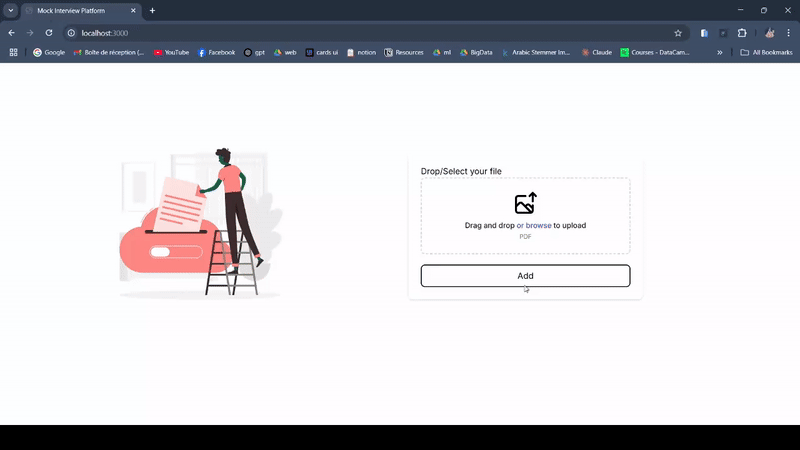 Mock Interview Platform
localhost:3000
Google
Boîte de réception (...
YouTube
Facebook
gpt
web
cards ui
notion
Resources
ml
BigData
Arabic Stemmer Im...
Claude
Courses - DataCam...
All Bookmarks
Drop/Select your file
Drag and drop or browse to upload
PDF
Add